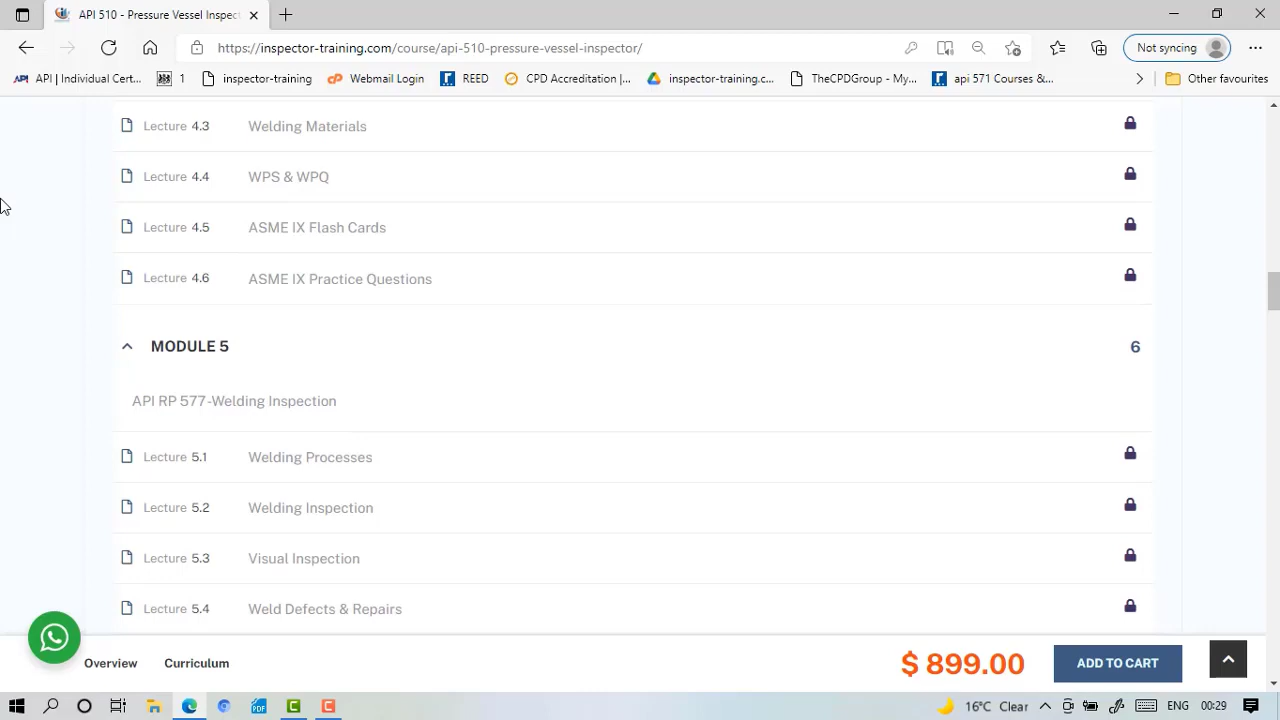 API 510 - Pressure Vessel Inspect
https://inspector-training.com/course/api-510-pressure-vessel-inspector/
Not syncing
API | Individual Cert...
1
inspector-training
Webmail Login
REED
CPD Accreditation |...
inspector-training.c...
TheCPDGroup - My...
api 571 Courses &...
Other favourites
Lecture 4.3 Welding Materials
Lecture 4.4 WPS & WPQ
Lecture 4.5 ASME IX Flash Cards
Lecture 4.6 ASME IX Practice Questions
MODULE 5 6
API RP 577-Welding Inspection
Lecture 5.1 Welding Processes
Lecture 5.2 Welding Inspection
Lecture 5.3 Visual Inspection
Lecture 5.4 Weld Defects & Repairs
Overview Curriculum $ 899.00 ADD TO CART
16°C Clear ENG 00:29